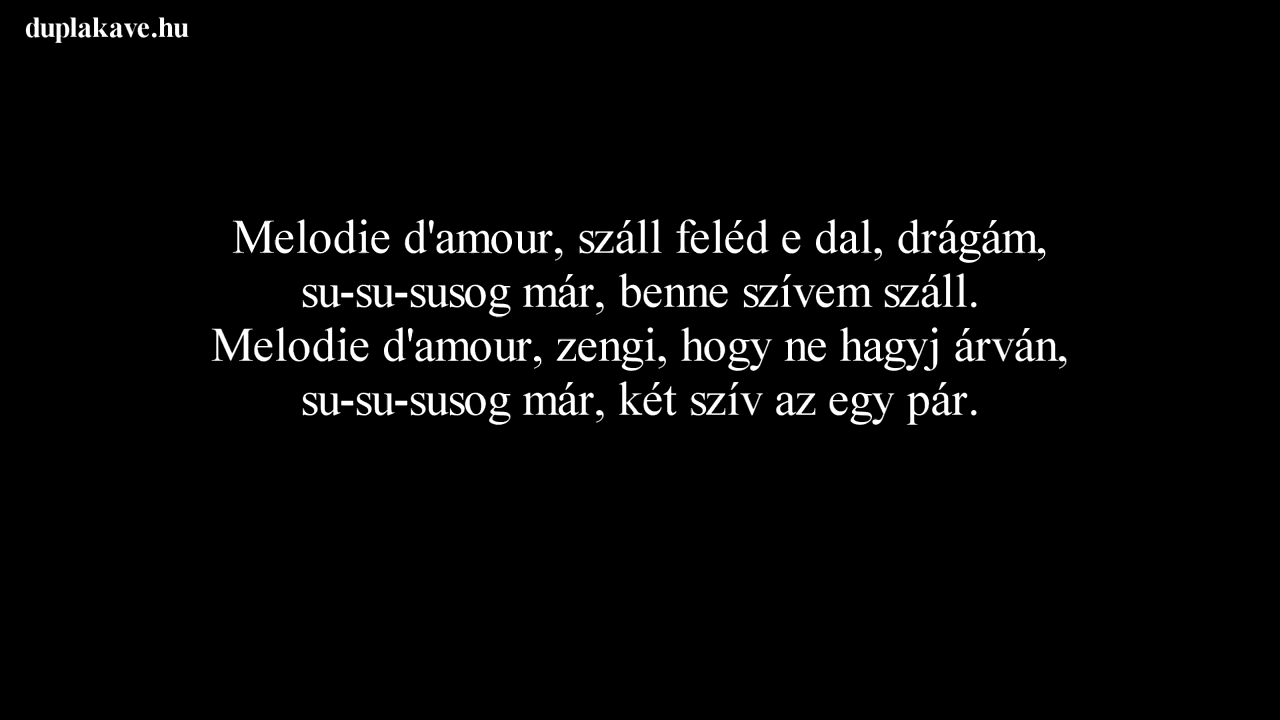 duplakave.hu
Melodie d'amour, száll feléd e dal, drágám,
su-su-susog már, benne szívem száll.
Melodie d'amour, zengi, hogy ne hagyj árván,
su-su-susog már, két szív az egy pár.